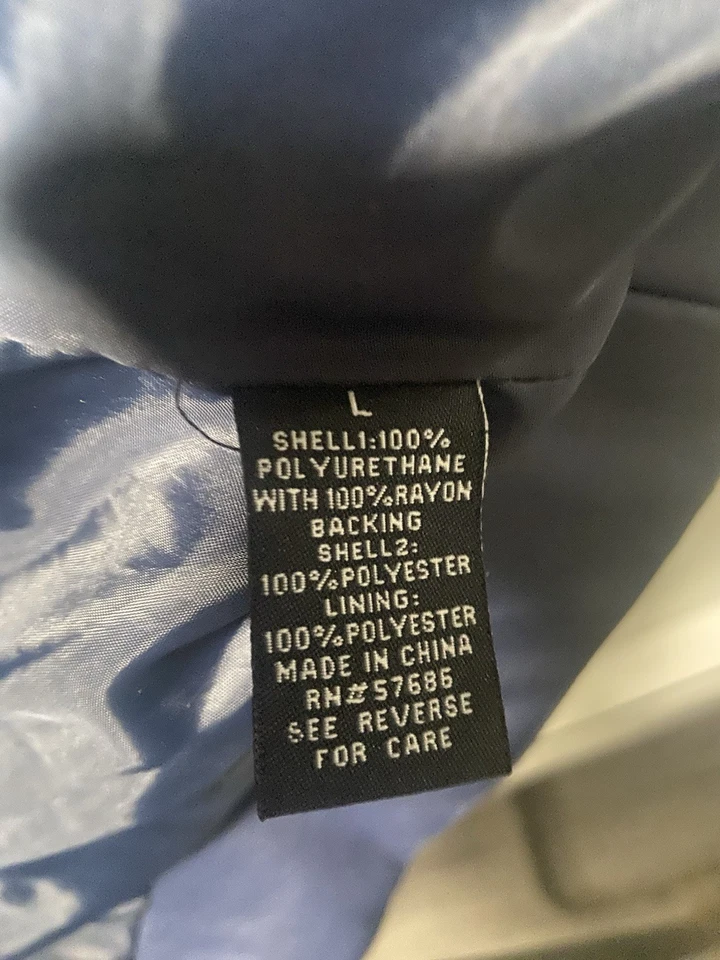 L
SHELL1:100%
POLYURETHANE
WITH 100%RAYON
BACKING
SHELL2:
100%POLYESTER
LINING:
100%POLYESTER
MADE IN CHINA
RN#57686
SEE REVERSE
FOR CARE